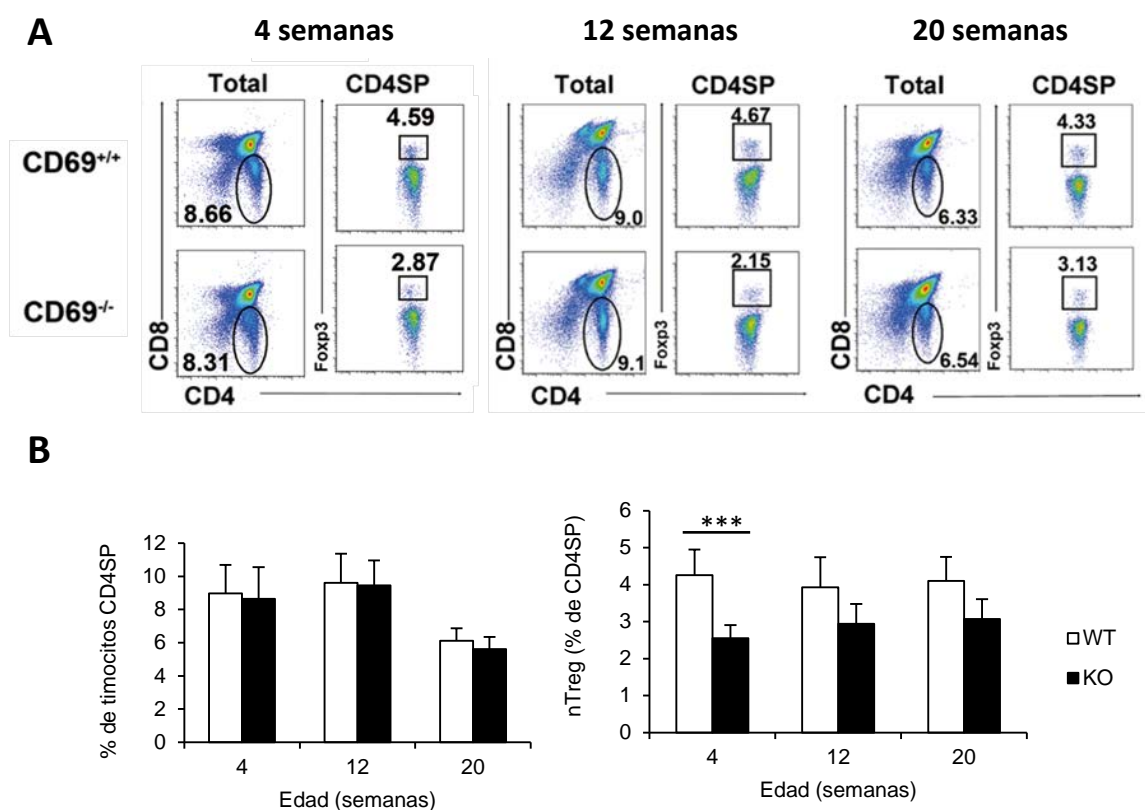 A
4 semanas
12 semanas
20 semanas
Total
CD4SP
Total
CD4SP
Total
CD4SP
CD69+/+
8.66
4.59
9.0
4.67
6.33
4.33
CD69-/-
8.31
2.87
9.1
2.15
6.54
3.13
CD8
Foxp3
CD8
Foxp3
CD8
Foxp3
CD4
CD4
CD4
B
% de timocitos CD4SP
12
10
8
6
4
2
0
4
12
20
Edad (semanas)
nTreg (% de CD4SP)
6
5
4
3
2
1
0
***
4
12
20
Edad (semanas)
WT
KO